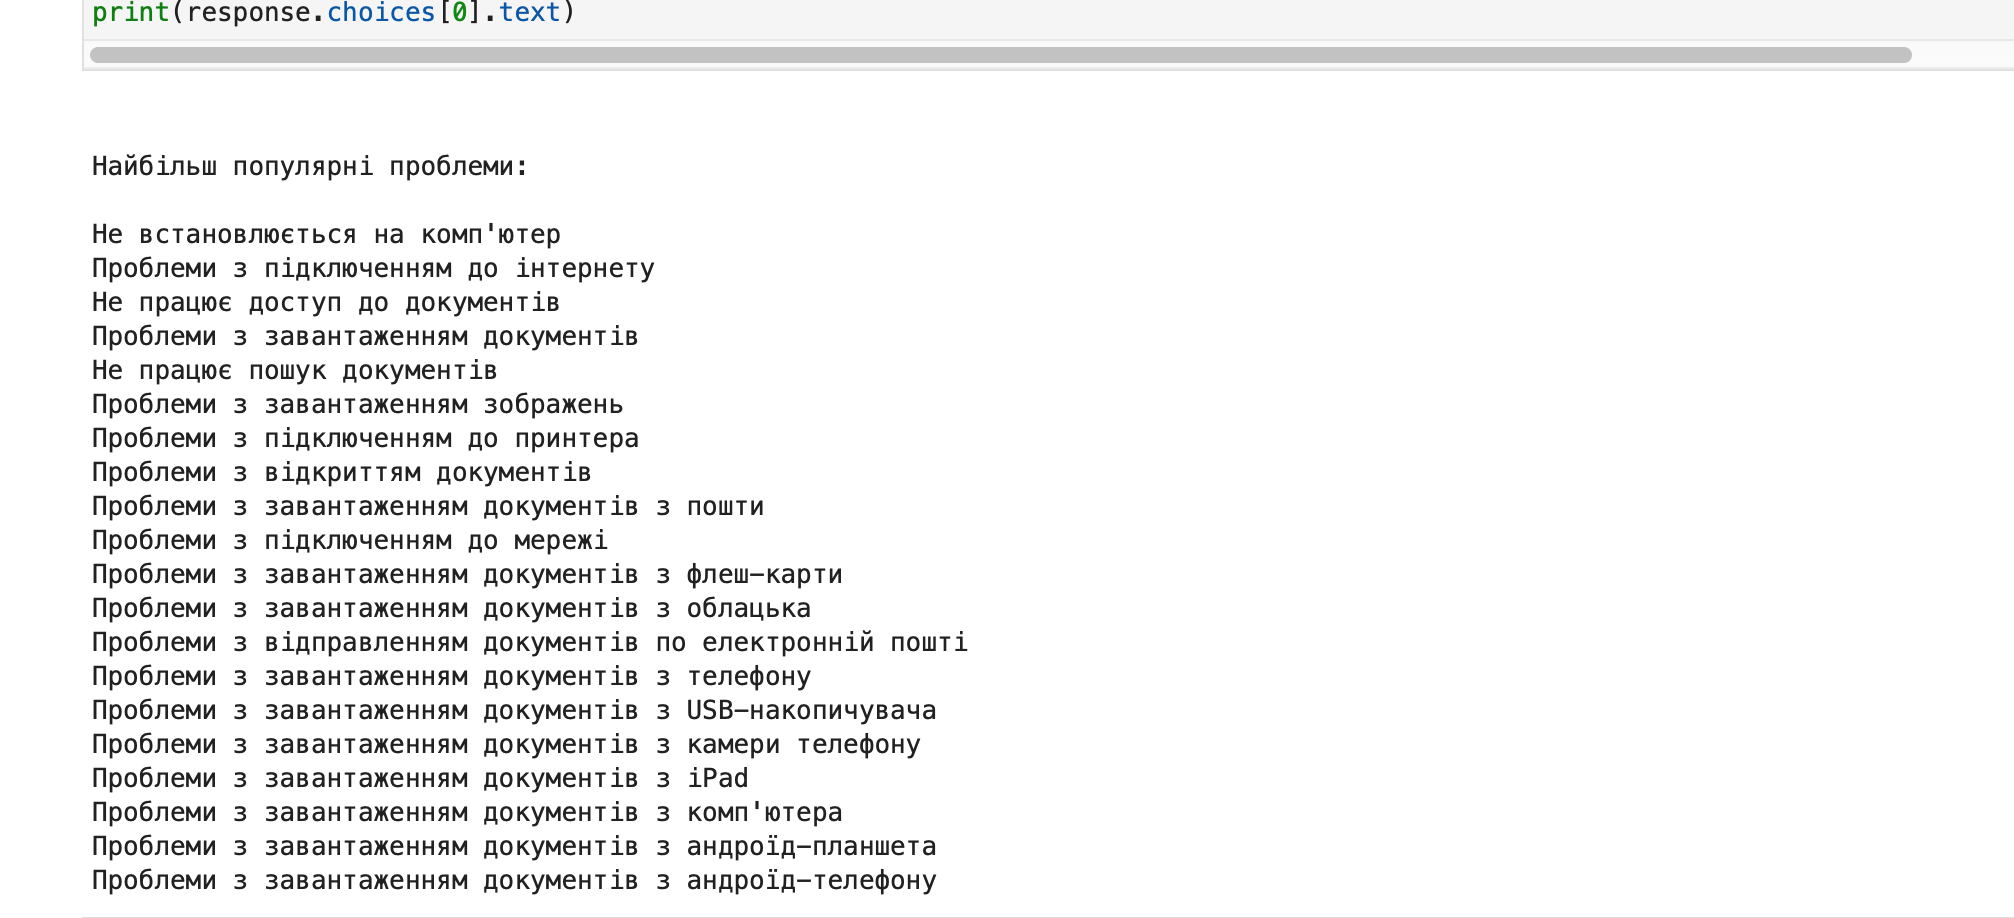 print(response.choices[0].text)
Найбільш популярні проблеми:
Не встановлюється на комп'ютер
Проблеми з підключенням до інтернету
Не працює доступ до документів
Проблеми з завантаженням документів
Не працює пошук документів
Проблеми з завантаженням зображень
Проблеми з підключенням до принтера
Проблеми з відкриттям документів
Проблеми з завантаженням документів з пошти
Проблеми з підключенням до мережі
Проблеми з завантаженням документів з флеш-карти
Проблеми з завантаженням документів з облацька
Проблеми з відправленням документів по електронній пошті
Проблеми з завантаженням документів з телефону
Проблеми з завантаженням документів з USB-накопичувача
Проблеми з завантаженням документів з камери телефону
Проблеми з завантаженням документів з iPad
Проблеми з завантаженням документів з комп'ютера
Проблеми з завантаженням документів з андроїд-планшета
Проблеми з завантаженням документів з андроїд-телефону